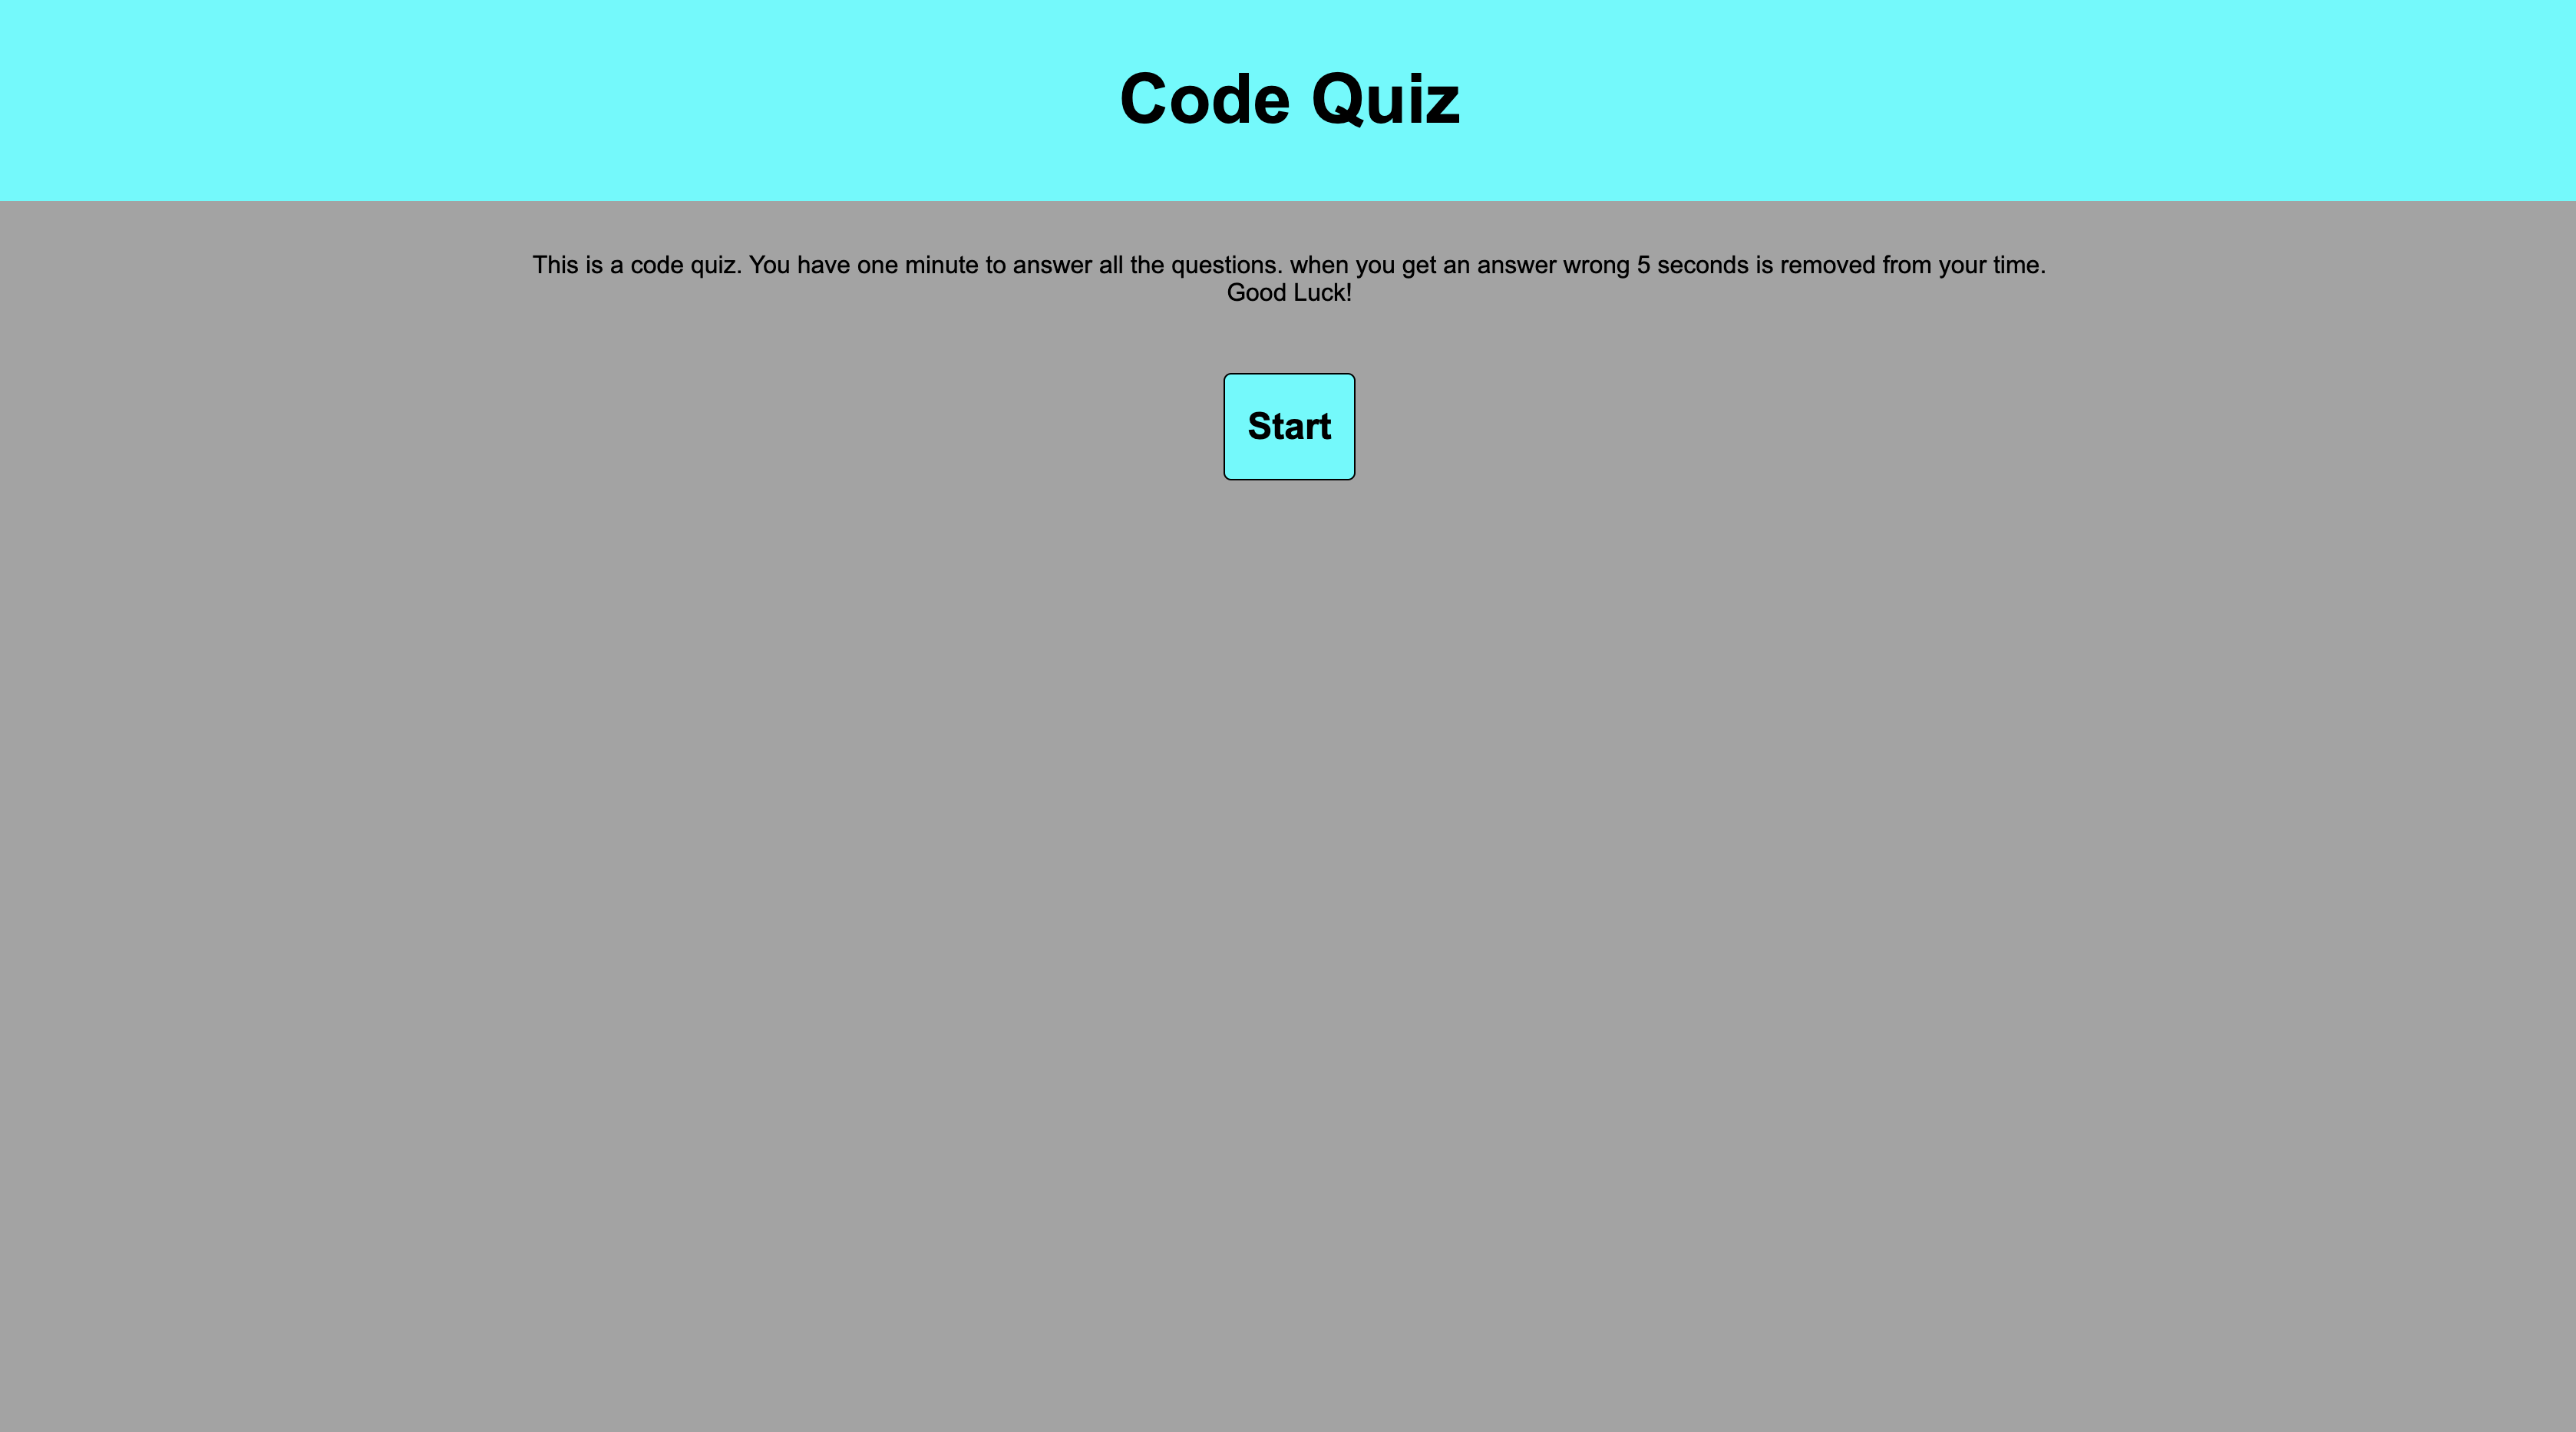 Code Quiz
This is a code quiz. You have one minute to answer all the questions. when you get an answer wrong 5 seconds is removed from your time.
Good Luck!
Start